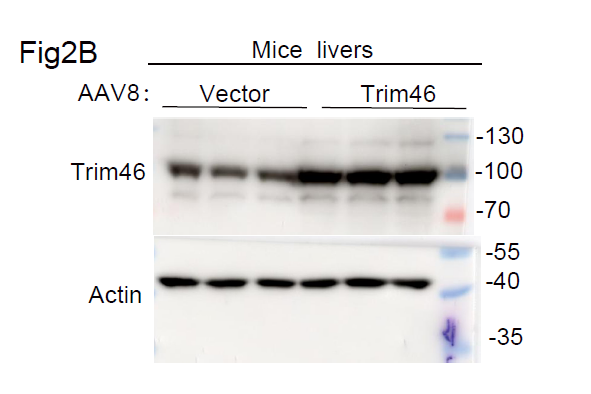 Fig2B
Mice livers
AAV8: Vector Trim46
-130
Trim46 -100
-70
-55
-40
Actin
-35